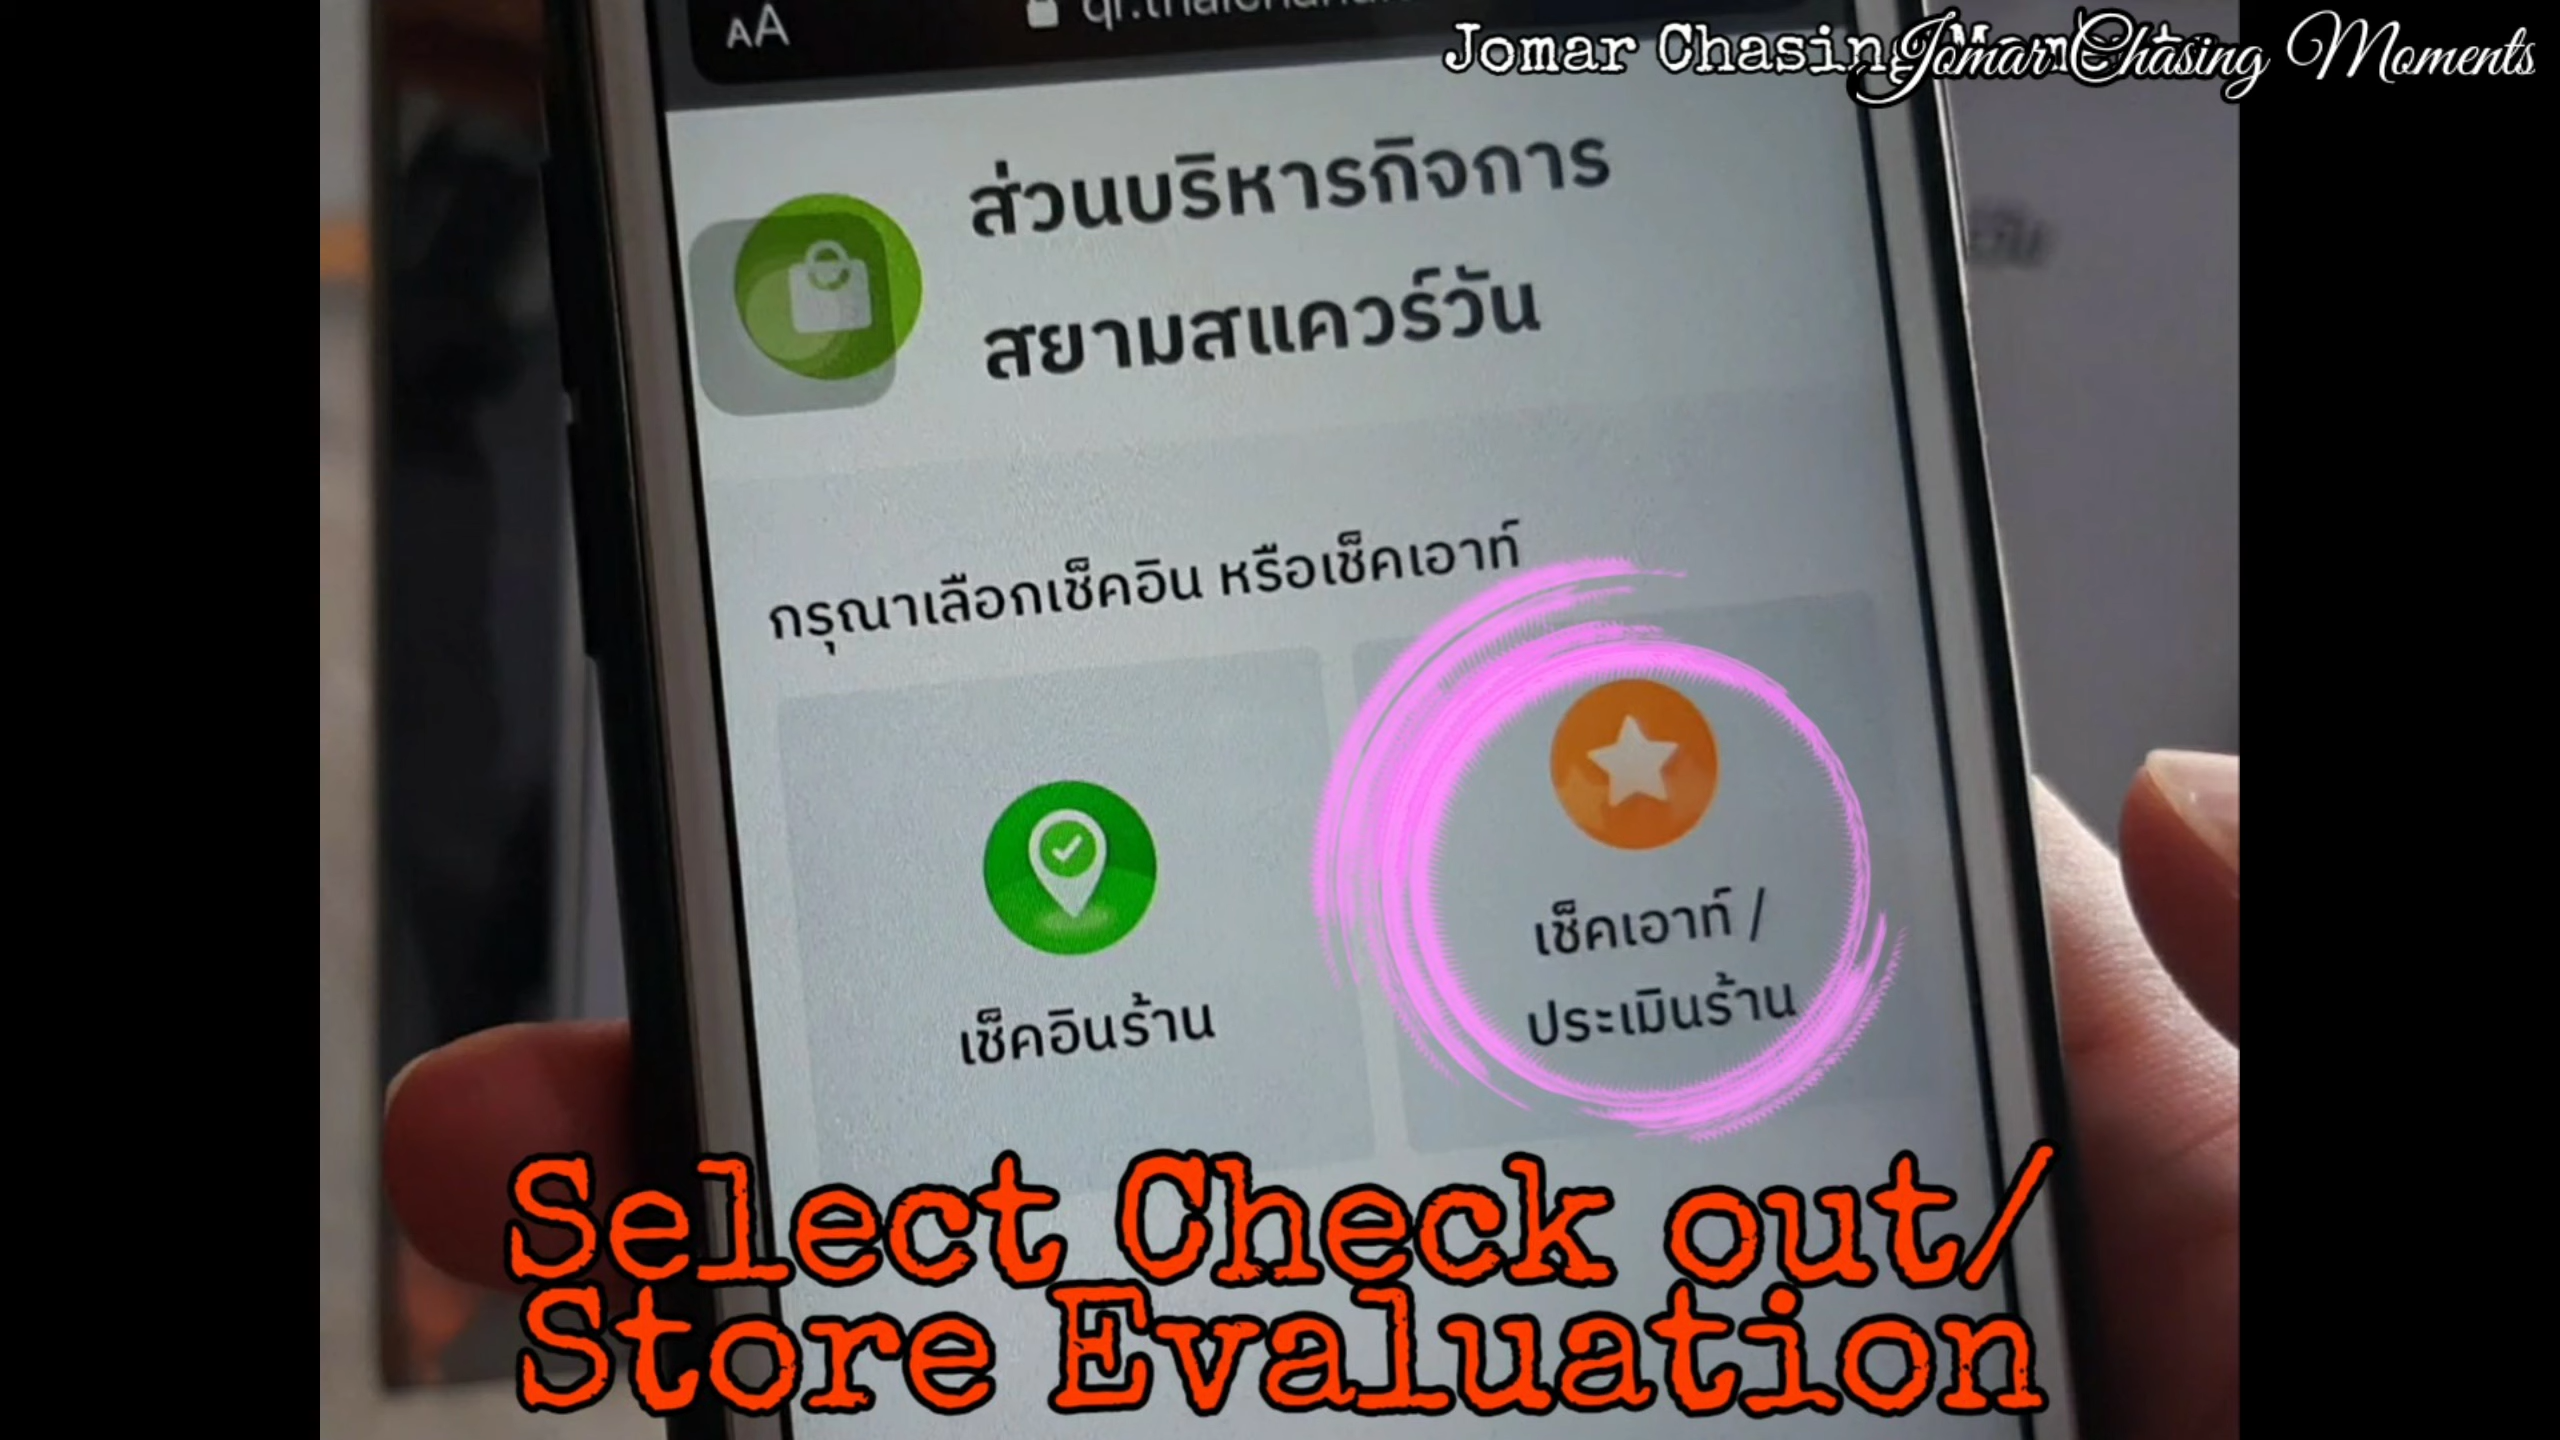 AA
Jomar Chasing
Jomar Chasing Moments
ส่วนบริหารกิจการ
สยามสแควร์วัน
กรุณาเลือกเช็คอิน หรือเช็คเอาท์
เช็คอินร้าน
เช็คเอาท์ /
ประเมินร้าน
Select Check out/
Store Evaluation